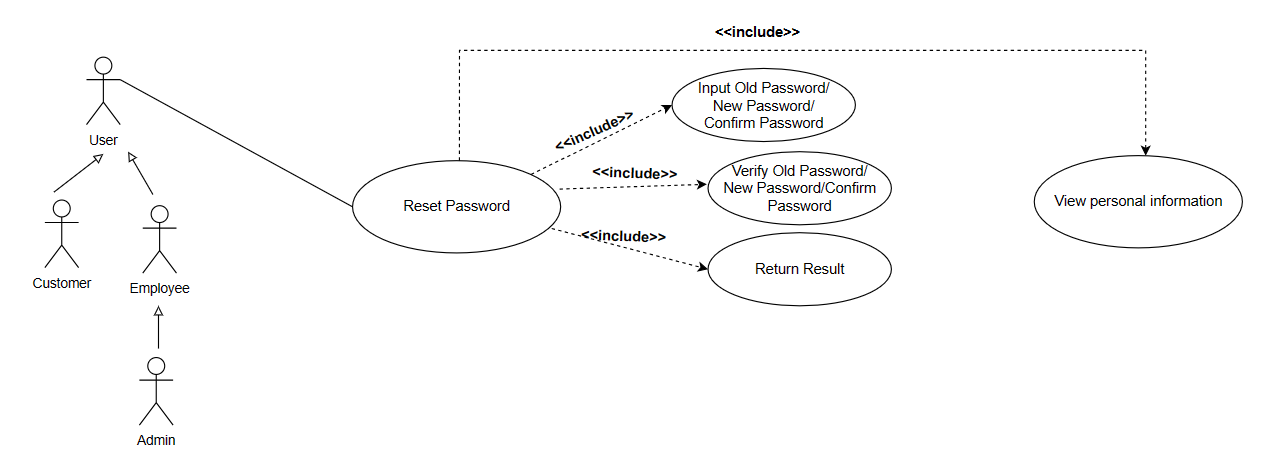 <<include>>
Input Old Password/
New Password/
Confirm Password
<<include>>
User
Verify Old Password/
New Password/Confirm
Password
<<include>>
View personal information
Reset Password
<<include>>
Return Result
Customer
Employee
Admin